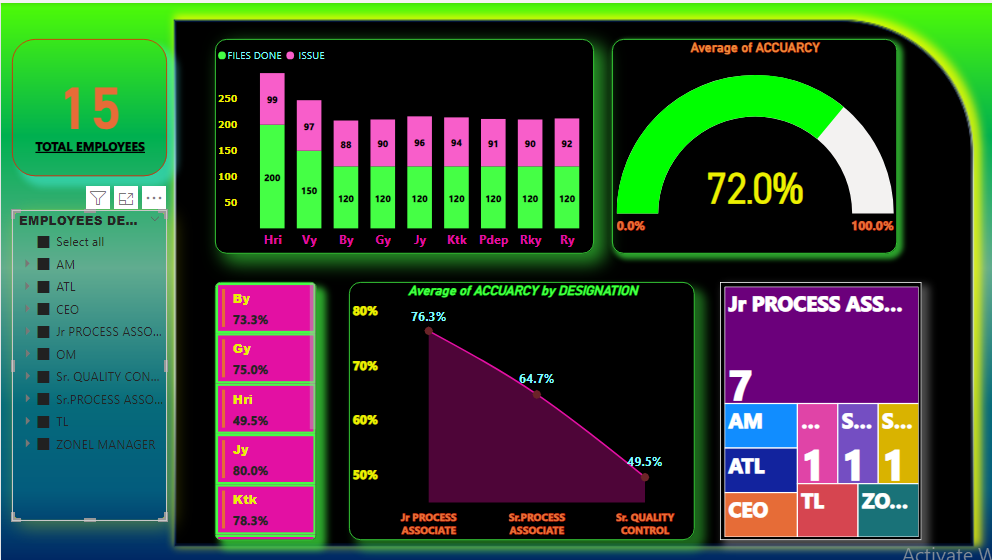 15
TOTAL EMPLOYEES
EMPLOYEES DE...
Select all
AM
ATL
CEO
Jr PROCESS ASSO...
OM
Sr. QUALITY CON...
Sr.PROCESS ASSO...
TL
ZONEL MANAGER
FILES DONE ISSUE
250
200
150
100
50
99 97 88 90 96 94 91 90 92
200 150 120 120 120 120 120 120 120
Hri Vy By Gy Jy Ktk Pdep Rky Ry
Average of ACCUARCY
72.0%
0.0% 100.0%
By
73.3%
Gy
75.0%
Hri
49.5%
Jy
80.0%
Ktk
78.3%
Average of ACCUARCY by DESIGNATION
80%
70%
60%
50%
76.3%
64.7%
49.5%
Jr PROCESS ASSOCIATE
Sr.PROCESS ASSOCIATE
Sr. QUALITY CONTROL
Jr PROCESS ASS...
7
AM
ATL
CEO
...
1
S...
1
S...
1
TL
ZO...
Activate W